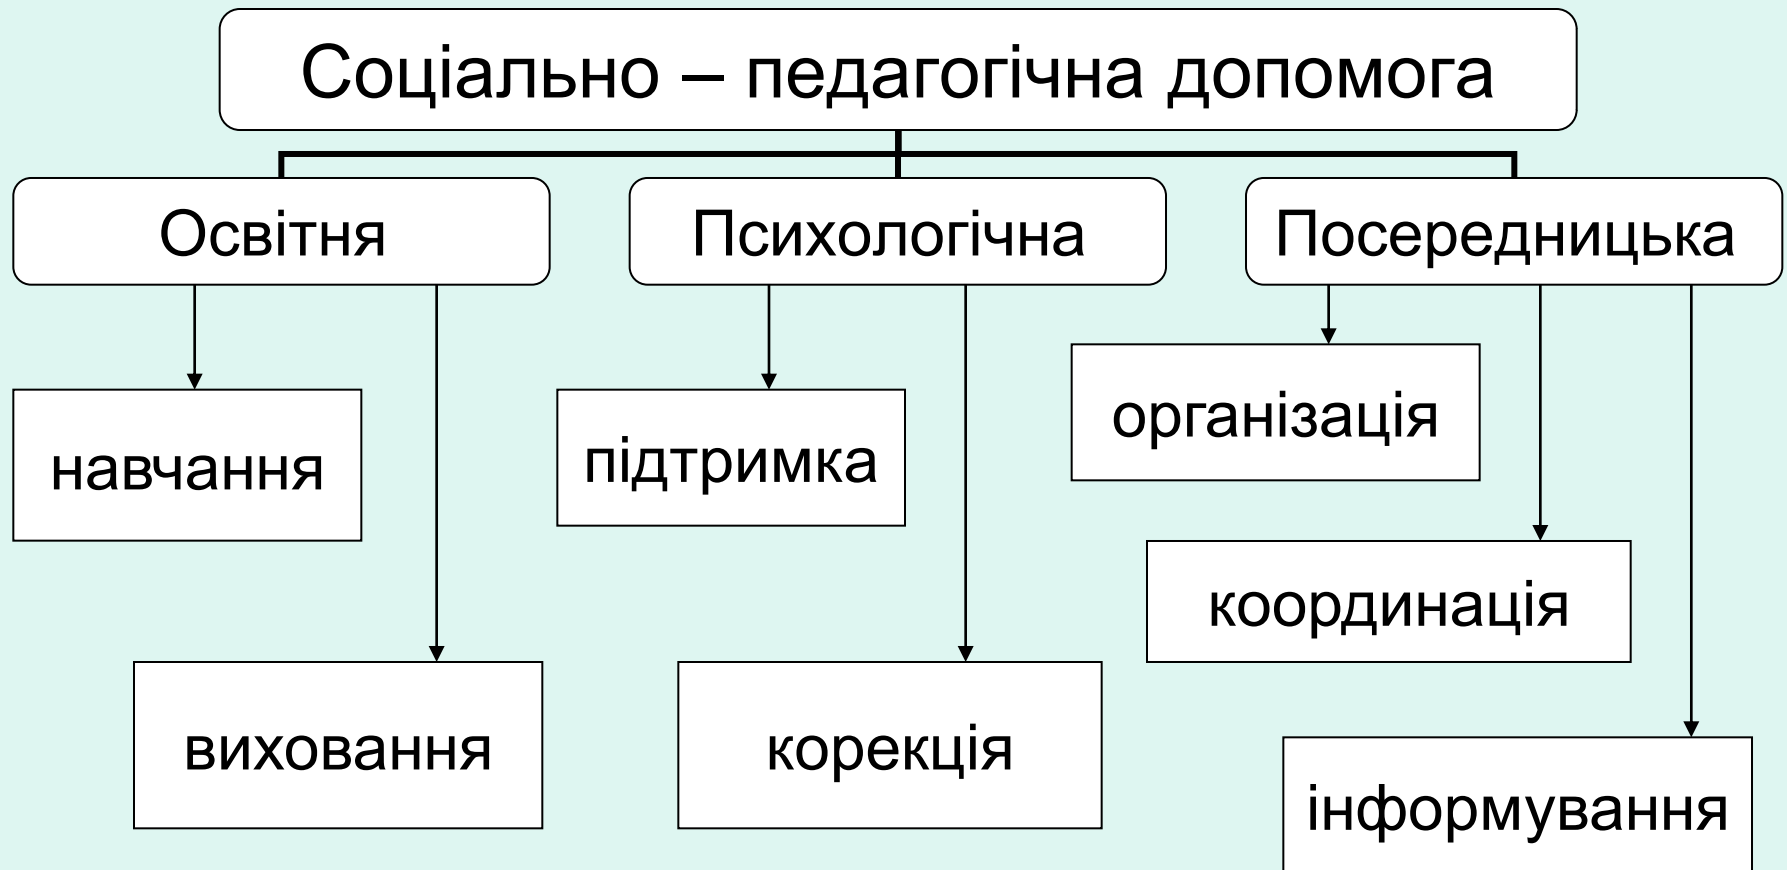 Соціально – педагогічна допомога
Освітня
Психологічна
Посередницька
навчання
підтримка
організація
координація
виховання
корекція
інформування